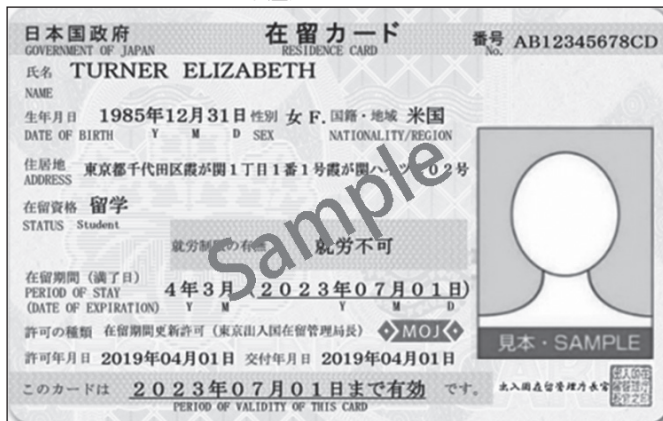 日本国政府 在留カード 番号 AB12345678CD
GOVERNMENT OF JAPAN RESIDENCE CARD No.
氏名 TURNER ELIZABETH
NAME
生年月日 1985年12月31日 性別 女 F. 国籍・地域 米国
DATE OF BIRTH Y M D SEX NATIONALITY/REGION
住居地 東京都千代田区霞が関1丁目1番1号霞が関ハイツ 02号
ADDRESS
在留資格 留学
STATUS Student
就労制限の有無 就労不可
在留期間(満了日) 4年3月 (2023年07月01日)
PERIOD OF STAY
(DATE OF EXPIRATION) Y M Y M D
許可の種類 在留期間更新許可(東京出入国在留管理局長) MOJ
見本・SAMPLE
許可年月日 2019年04月01日 交付年月日 2019年04月01日
このカードは 2023年07月01日まで有効 です。 出入国在留管理庁長官
PERIOD OF VALIDITY OF THIS CARD
Sample